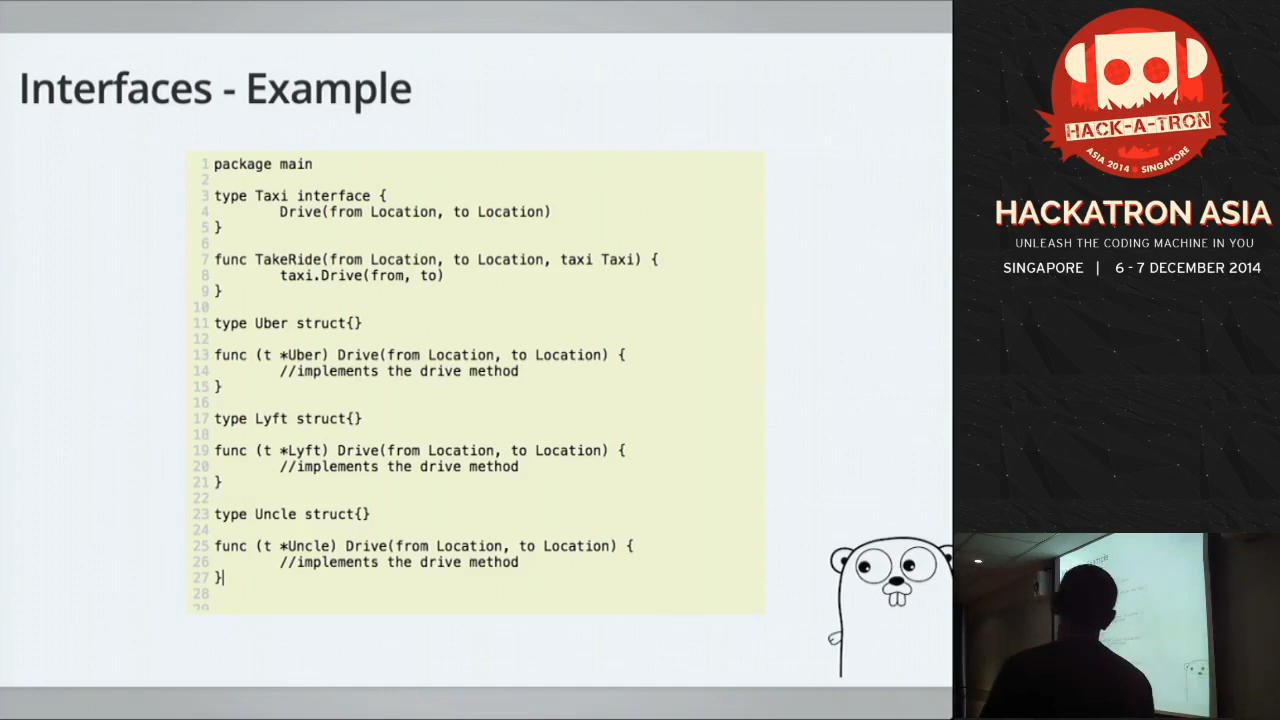 Interfaces - Example
1 package main
2
3 type Taxi interface {
4 Drive(from Location, to Location)
5 }
6
7 func TakeRide(from Location, to Location, taxi Taxi) {
8 taxi.Drive(from, to)
9 }
10
11 type Uber struct{}
12
13 func (t *Uber) Drive(from Location, to Location) {
14 //implements the drive method
15 }
16
17 type Lyft struct{}
18
19 func (t *Lyft) Drive(from Location, to Location) {
20 //implements the drive method
21 }
22
23 type Uncle struct{}
24
25 func (t *Uncle) Drive(from Location, to Location) {
26 //implements the drive method
27 }
28
29
HACK-A-TRON
ASIA 2014 SINGAPORE
HACKATRON ASIA
UNLEASH THE CODING MACHINE IN YOU
SINGAPORE | 6 - 7 DECEMBER 2014